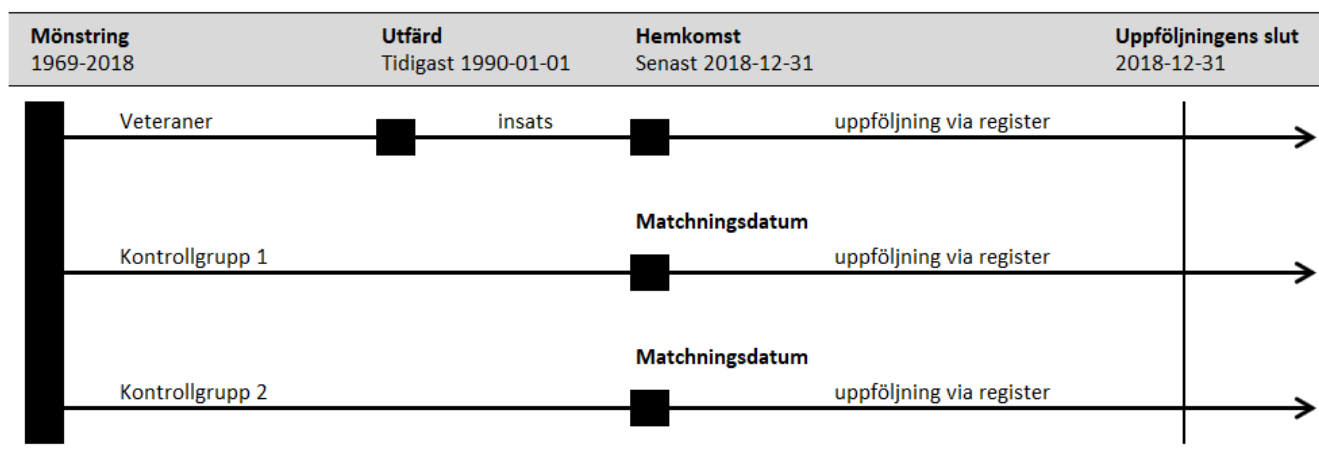 Mönstring
1969-2018
Utfärd
Tidigast 1990-01-01
Hemkomst
Senast 2018-12-31
Uppföljningens slut
2018-12-31
Veteraner
insats
uppföljning via register
Matchningsdatum
Kontrollgrupp 1
uppföljning via register
Matchningsdatum
Kontrollgrupp 2
uppföljning via register